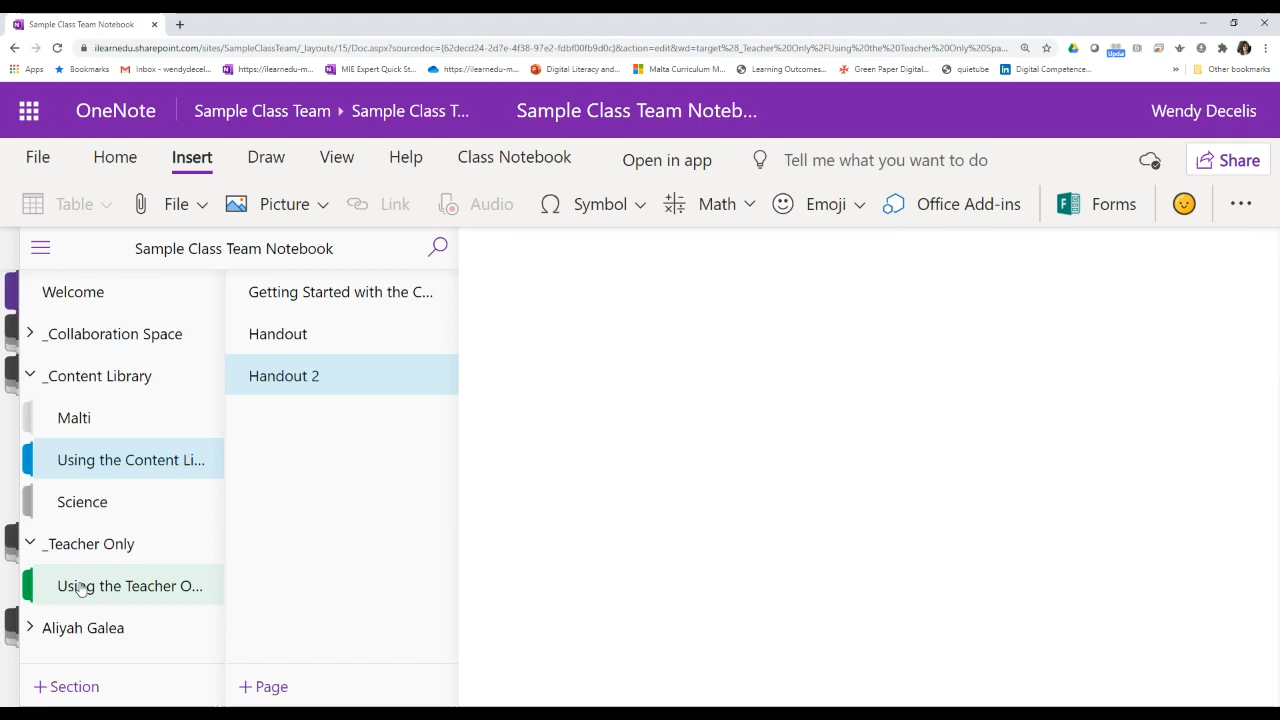 Sample Class Team Notebook
ilearnedu.sharepoint.com/sites/SampleClassTeam/_layouts/15/Doc.aspx?sourcedoc={62decd24-2d7e-4f38-97e2-fdbf00fb9d0c}&action=edit&wd=target%28_Teacher%20Only%2FUsing%20the%20Teacher%20Only%20Spa...
Apps Bookmarks Inbox - wendydecel... https://ilearnedu-m... MIE Expert Quick St... https://ilearnedu-m... Digital Literacy and... Malta Curriculum M... Learning Outcomes... Green Paper Digital... quietube Digital Competence... » Other bookmarks
OneNote Sample Class Team Sample Class T... Sample Class Team Noteb... Wendy Decelis
File Home Insert Draw View Help Class Notebook Open in app Tell me what you want to do Share
Table File Picture Link Audio Symbol Math Emoji Office Add-ins Forms ...
Sample Class Team Notebook
Welcome
_Collaboration Space
_Content Library
Malti
Using the Content Li...
Science
_Teacher Only
Using the Teacher O...
Aliyah Galea
+ Section
Getting Started with the C...
Handout
Handout 2
+ Page